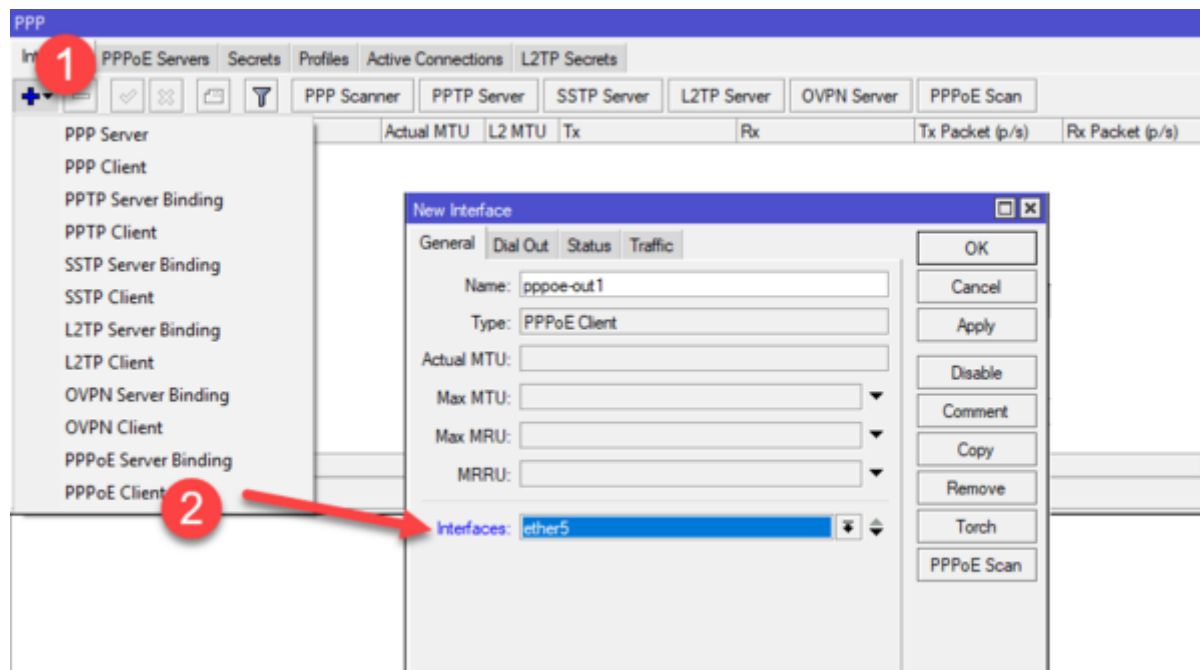 PPP
1 PPPoE Servers Secrets Profiles Active Connections L2TP Secrets
PPP Scanner PPTP Server SSTP Server L2TP Server OVPN Server PPPoE Scan
Actual MTU L2 MTU Tx Rx Tx Packet (p/s) Rx Packet (p/s)
PPP Server
PPP Client
PPTP Server Binding
PPTP Client
SSTP Server Binding
SSTP Client
L2TP Server Binding
L2TP Client
OVPN Server Binding
OVPN Client
PPPoE Server Binding
PPPoE Client
2
New Interface
General Dial Out Status Traffic
Name: pppoe-out1
Type: PPPoE Client
Actual MTU:
Max MTU:
Max MRU:
MRRU:
Interfaces: ether5
OK
Cancel
Apply
Disable
Comment
Copy
Remove
Torch
PPPoE Scan